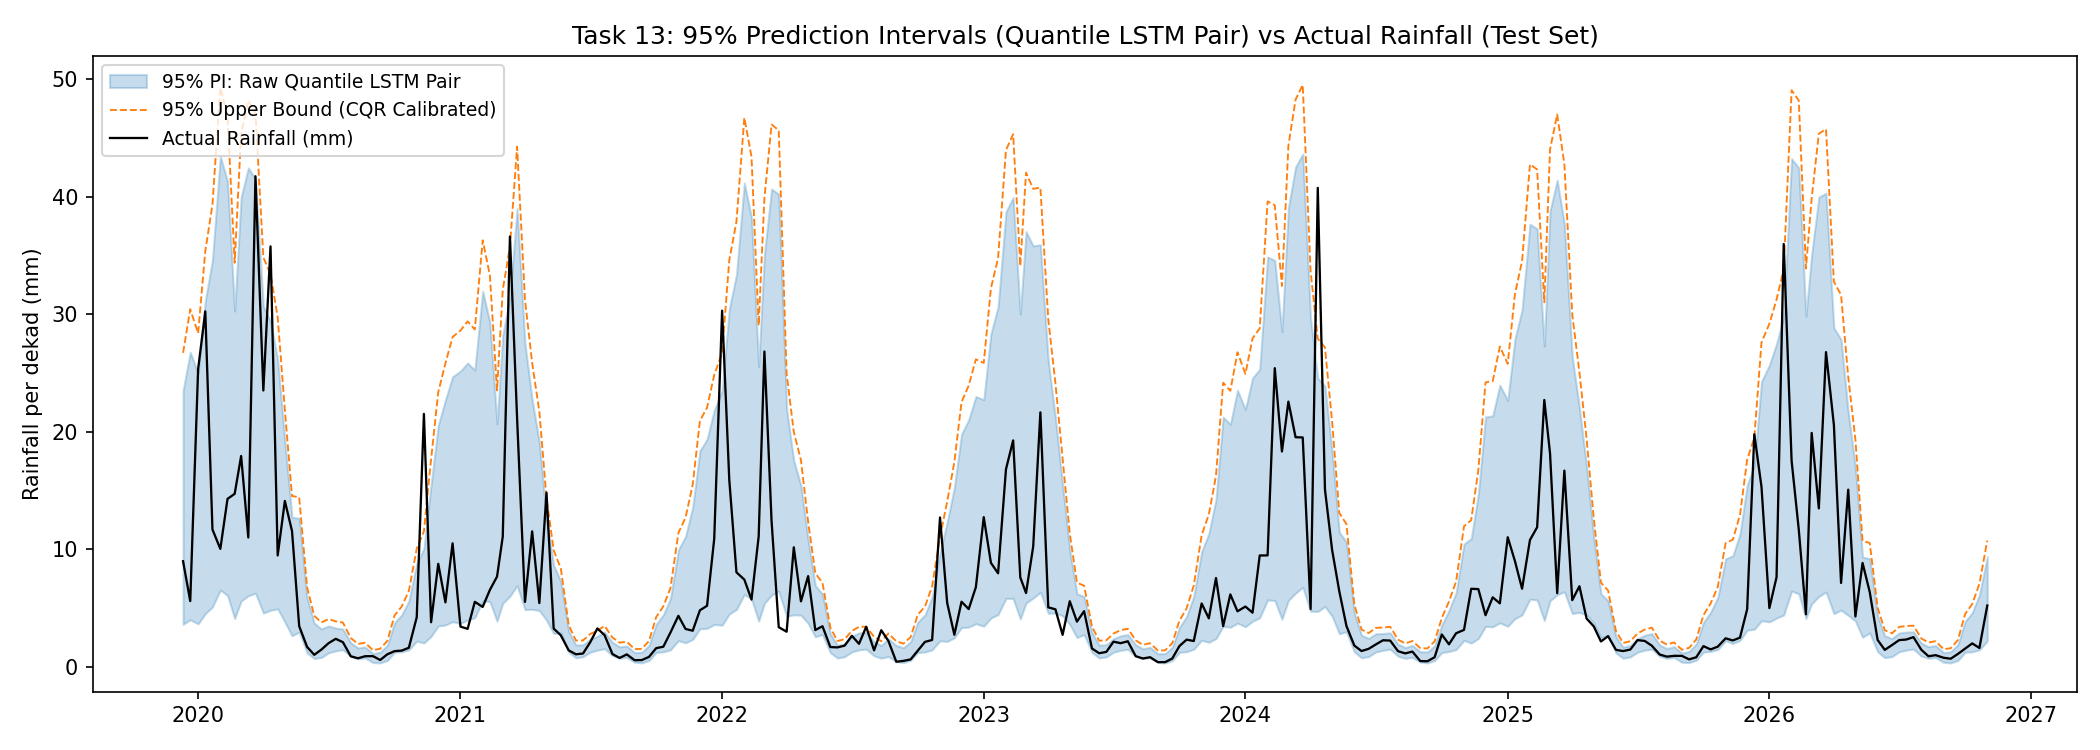 Task 13: 95% Prediction Intervals (Quantile LSTM Pair) vs Actual Rainfall (Test Set)
95% PI: Raw Quantile LSTM Pair
95% Upper Bound (CQR Calibrated)
Actual Rainfall (mm)
Rainfall per dekad (mm)
50
40
30
20
10
0
2020 2021 2022 2023 2024 2025 2026 2027